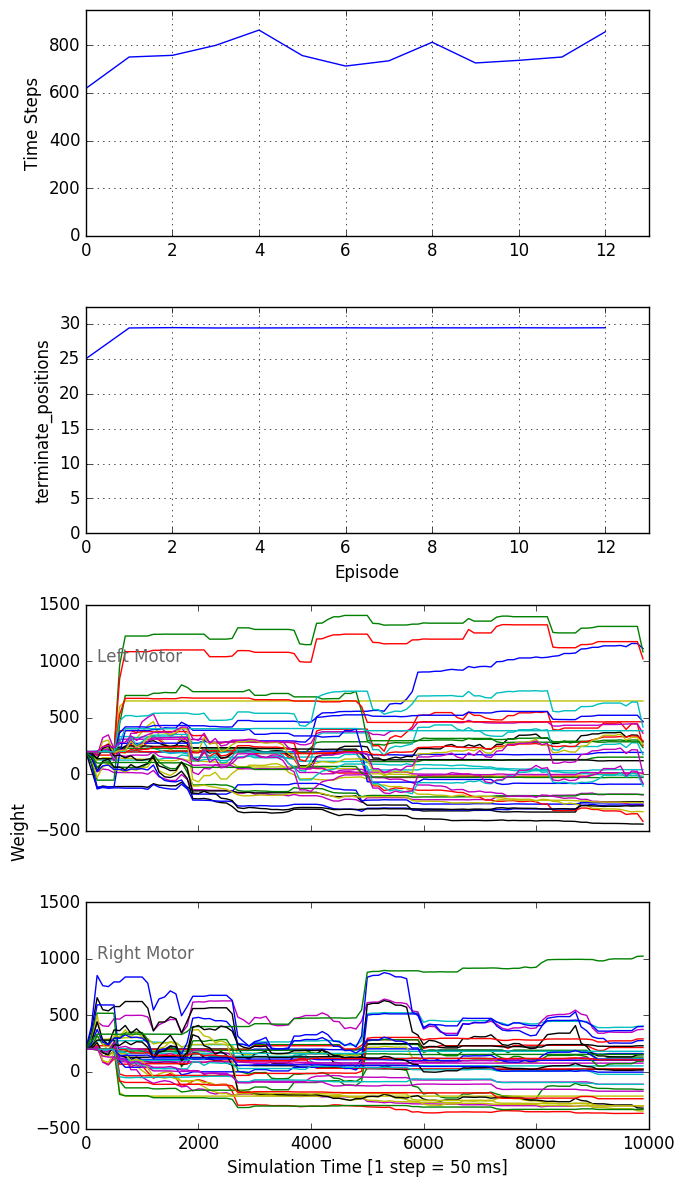 800
600
400
200
0
Time Steps
0 2 4 6 8 10 12
30
25
20
15
10
5
0
terminate_positions
0 2 4 6 8 10 12
Episode
1500
1000
500
0
−500
Left Motor
Weight
1500
1000
500
0
−500
Right Motor
0 2000 4000 6000 8000 10000
Simulation Time [1 step = 50 ms]